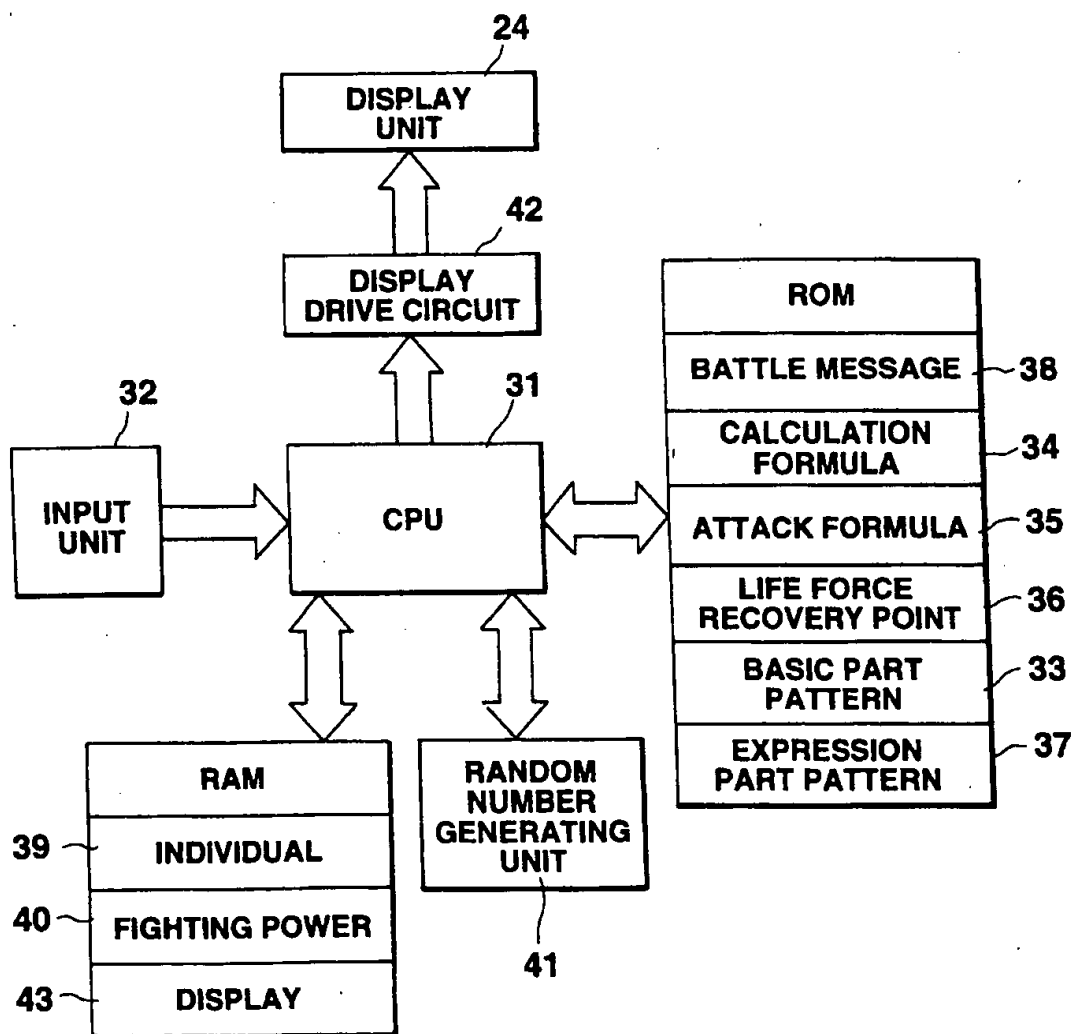 24
DISPLAY
UNIT
42
DISPLAY
DRIVE CIRCUIT
32
INPUT
UNIT
31
CPU
ROM
BATTLE MESSAGE
38
CALCULATION
FORMULA
34
ATTACK FORMULA
35
LIFE FORCE
RECOVERY POINT
36
BASIC PART
PATTERN
33
EXPRESSION
PART PATTERN
37
RAM
39
INDIVIDUAL
40
FIGHTING POWER
43
DISPLAY
RANDOM
NUMBER
GENERATING
UNIT
41